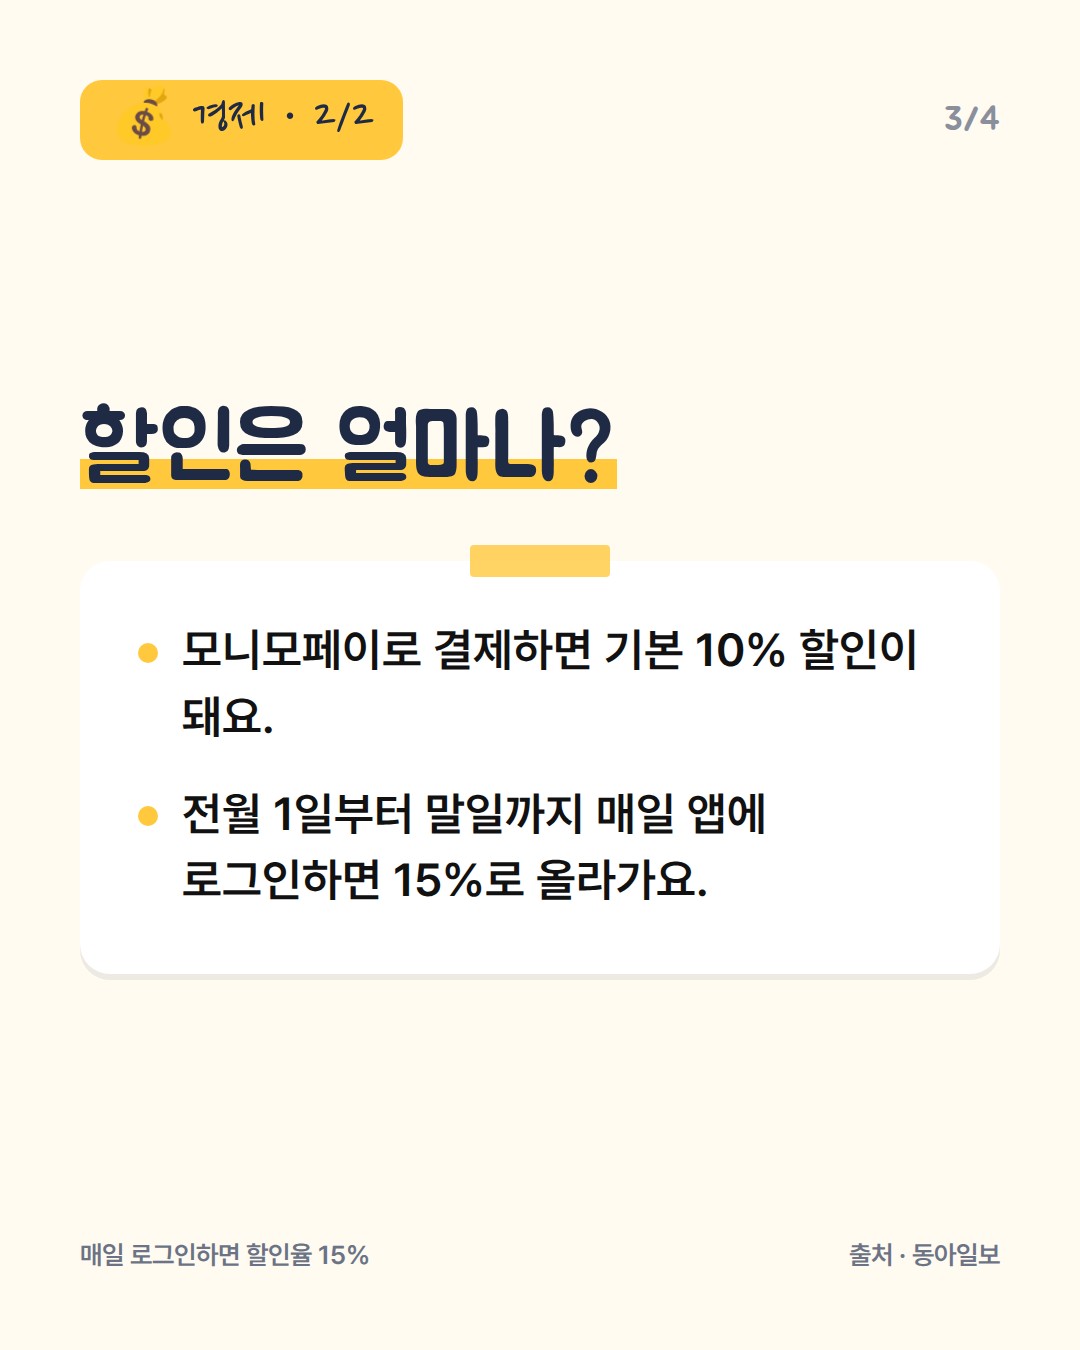 경제 · 2/2
3/4
할인은 얼마나?
모니모페이로 결제하면 기본 10% 할인이
돼요.
전월 1일부터 말일까지 매일 앱에
로그인하면 15%로 올라가요.
매일 로그인하면 할인율 15%
출처 · 동아일보